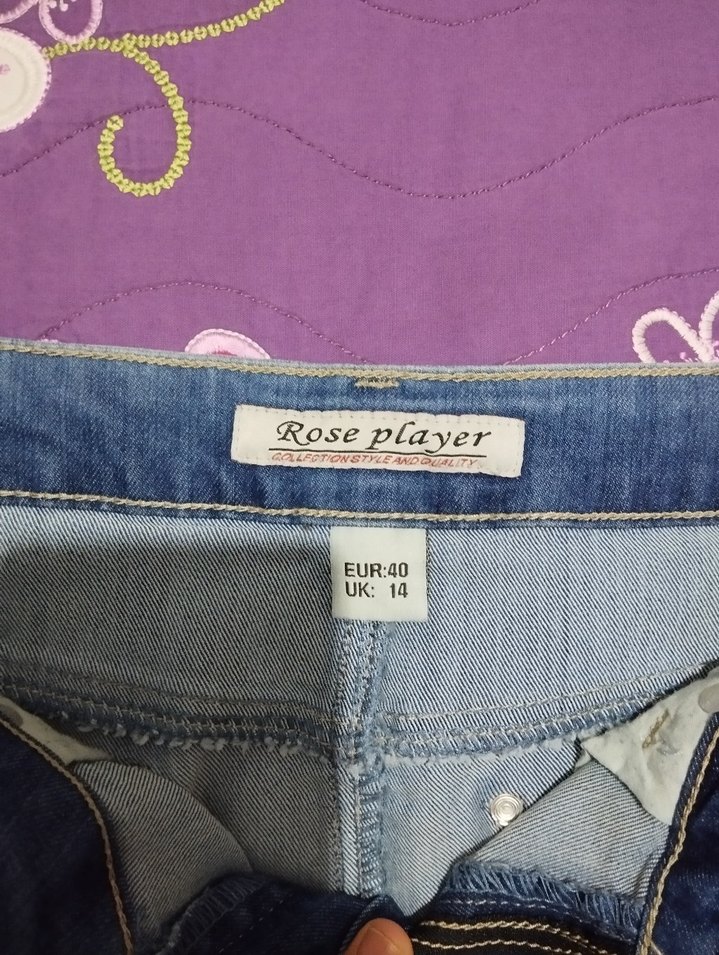 Rose player
COLLECTION STYLE AND QUALITY
EUR:40
UK: 14